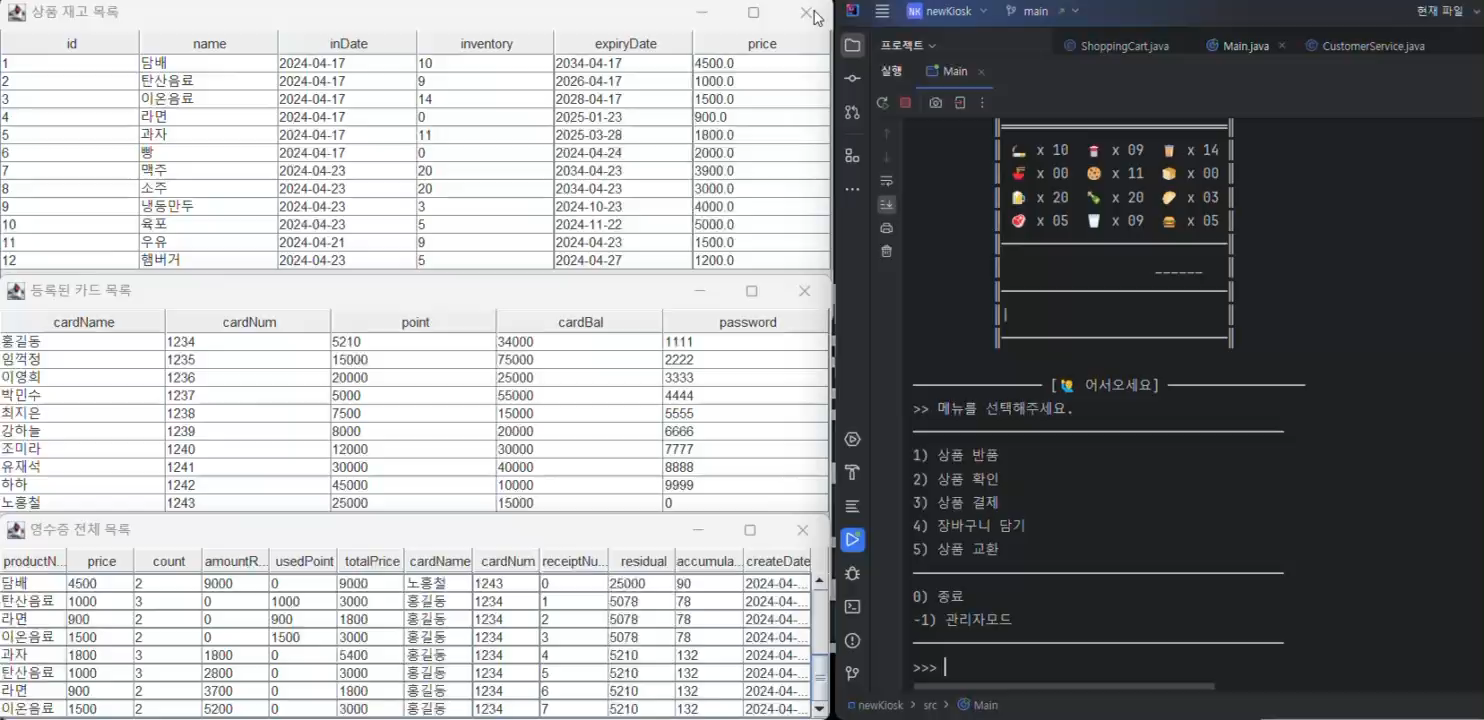 상품 재고 목록
id name inDate inventory expiryDate price
1 담배 2024-04-17 10 2034-04-17 4500.0
2 탄산음료 2024-04-17 9 2026-04-17 1000.0
3 이온음료 2024-04-17 14 2028-04-17 1500.0
4 라면 2024-04-17 0 2025-01-23 900.0
5 과자 2024-04-17 11 2025-03-28 1800.0
6 빵 2024-04-17 0 2024-04-24 2000.0
7 맥주 2024-04-23 20 2034-04-23 3900.0
8 소주 2024-04-23 20 2034-04-23 3000.0
9 냉동만두 2024-04-23 3 2024-10-23 4000.0
10 육포 2024-04-23 5 2024-11-22 5000.0
11 우유 2024-04-21 9 2024-04-23 1500.0
12 햄버거 2024-04-23 5 2024-04-27 1200.0
등록된 카드 목록
cardName cardNum point cardBal password
홍길동 1234 5210 34000 1111
임꺽정 1235 15000 75000 2222
이영희 1236 20000 25000 3333
박민수 1237 5000 55000 4444
최지은 1238 7500 15000 5555
강하늘 1239 8000 20000 6666
조미라 1240 12000 30000 7777
유재석 1241 30000 40000 8888
하하 1242 45000 10000 9999
노홍철 1243 25000 15000 0
영수증 전체 목록
productN... price count amountR... usedPoint totalPrice cardName cardNum receiptNu... residual accumula... createDate
담배 4500 2 9000 0 9000 노홍철 1243 0 25000 90 2024-04-...
탄산음료 1000 3 0 1000 3000 홍길동 1234 1 5078 78 2024-04-...
라면 900 2 0 900 1800 홍길동 1234 2 5078 78 2024-04-...
이온음료 1500 2 0 1500 3000 홍길동 1234 3 5078 78 2024-04-...
과자 1800 3 1800 0 5400 홍길동 1234 4 5210 132 2024-04-...
탄산음료 1000 3 2800 0 3000 홍길동 1234 5 5210 132 2024-04-...
라면 900 2 3700 0 1800 홍길동 1234 6 5210 132 2024-04-...
이온음료 1500 2 5200 0 3000 홍길동 1234 7 5210 132 2024-04-...
NK newKiosk main 현재 파일
프로젝트 ShoppingCart.java Main.java CustomerService.java
실행 Main
x 10 x 09 x 14
x 00 x 11 x 00
x 20 x 20 x 03
x 05 x 09 x 05
______
[ 어서오세요]
>> 메뉴를 선택해주세요.
1) 상품 반품
2) 상품 확인
3) 상품 결제
4) 장바구니 담기
5) 상품 교환
0) 종료
-1) 관리자모드
>>>
newKiosk > src > Main